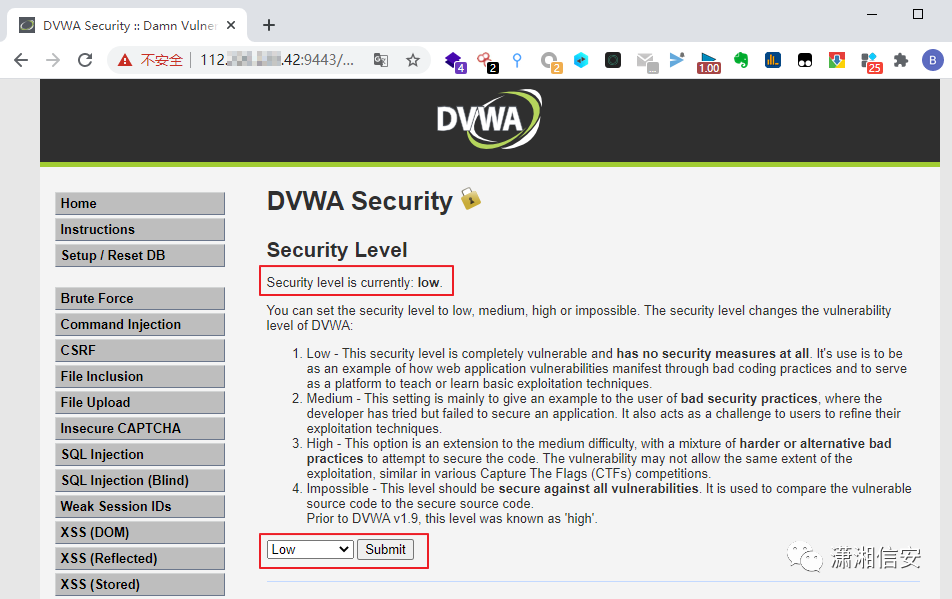 DVWA Security :: Damn Vulner
不安全
112. .42:9443/...
4
2
2
1.00
25
B
DVWA
Home
Instructions
Setup / Reset DB
Brute Force
Command Injection
CSRF
File Inclusion
File Upload
Insecure CAPTCHA
SQL Injection
SQL Injection (Blind)
Weak Session IDs
XSS (DOM)
XSS (Reflected)
XSS (Stored)
DVWA Security
Security Level
Security level is currently: low.
You can set the security level to low, medium, high or impossible. The security level changes the vulnerability
level of DVWA:
1. Low - This security level is completely vulnerable and has no security measures at all. It's use is to be
as an example of how web application vulnerabilities manifest through bad coding practices and to serve
as a platform to teach or learn basic exploitation techniques.
2. Medium - This setting is mainly to give an example to the user of bad security practices, where the
developer has tried but failed to secure an application. It also acts as a challenge to users to refine their
exploitation techniques.
3. High - This option is an extension to the medium difficulty, with a mixture of harder or alternative bad
practices to attempt to secure the code. The vulnerability may not allow the same extent of the
exploitation, similar in various Capture The Flags (CTFs) competitions.
4. Impossible - This level should be secure against all vulnerabilities. It is used to compare the vulnerable
source code to the secure source code.
Prior to DVWA v1.9, this level was known as 'high'.
Low
Submit
潇湘信安